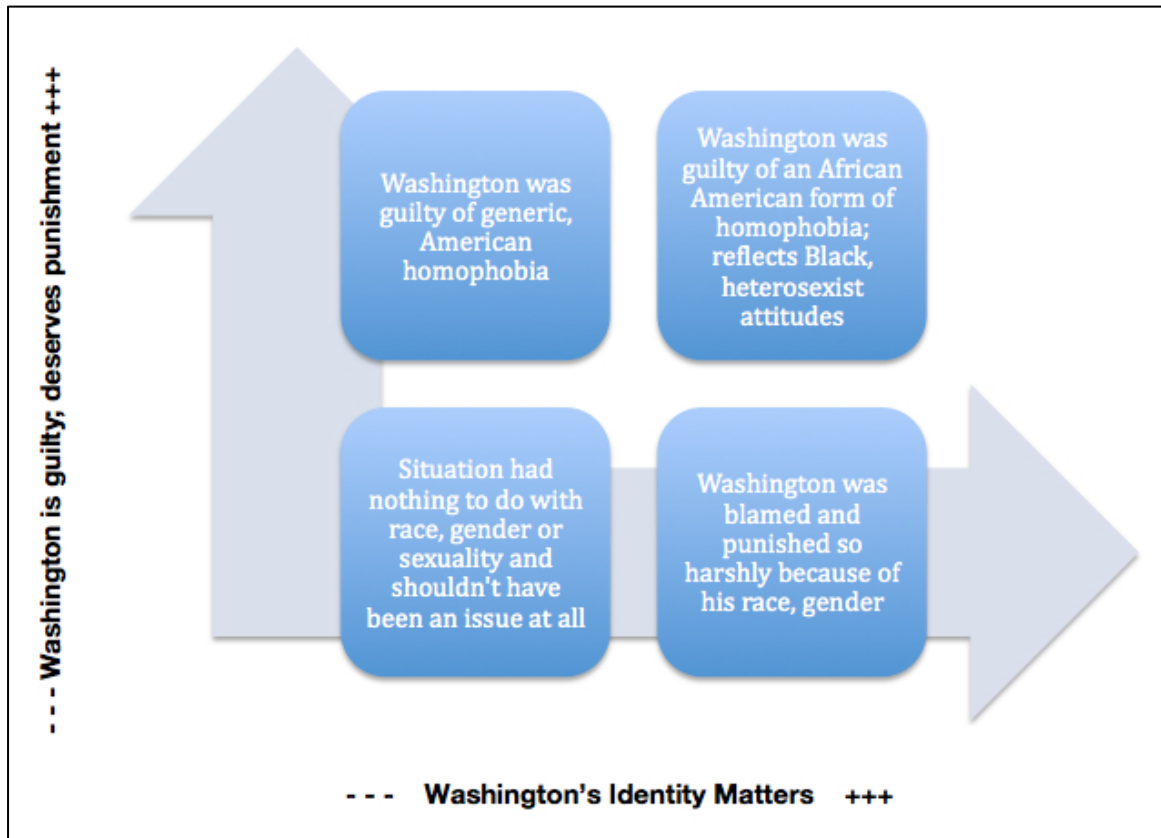 - - - Washington is guilty; deserves punishment +++
Washington was
guilty of generic,
American
homophobia
Washington was
guilty of an African
American form of
homophobia;
reflects Black,
heterosexist
attitudes
Situation had
nothing to do with
race, gender or
sexuality and
shouldn't have
been an issue at all
Washington was
blamed and
punished so
harshly because of
his race, gender
- - - Washington’s Identity Matters +++